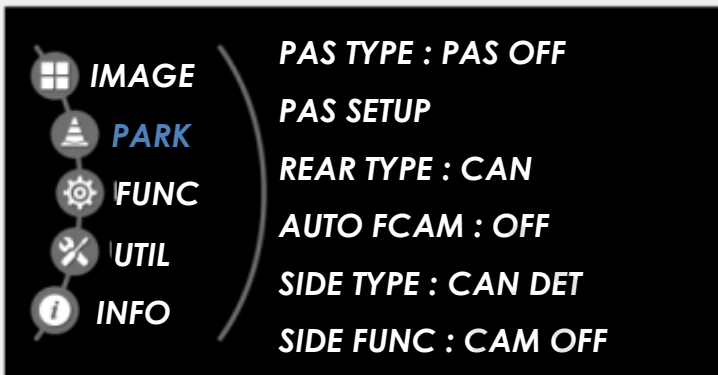 IMAGE
PARK
FUNC
UTIL
INFO
PAS TYPE : PAS OFF
PAS SETUP
REAR TYPE : CAN
AUTO FCAM : OFF
SIDE TYPE : CAN DET
SIDE FUNC : CAM OFF